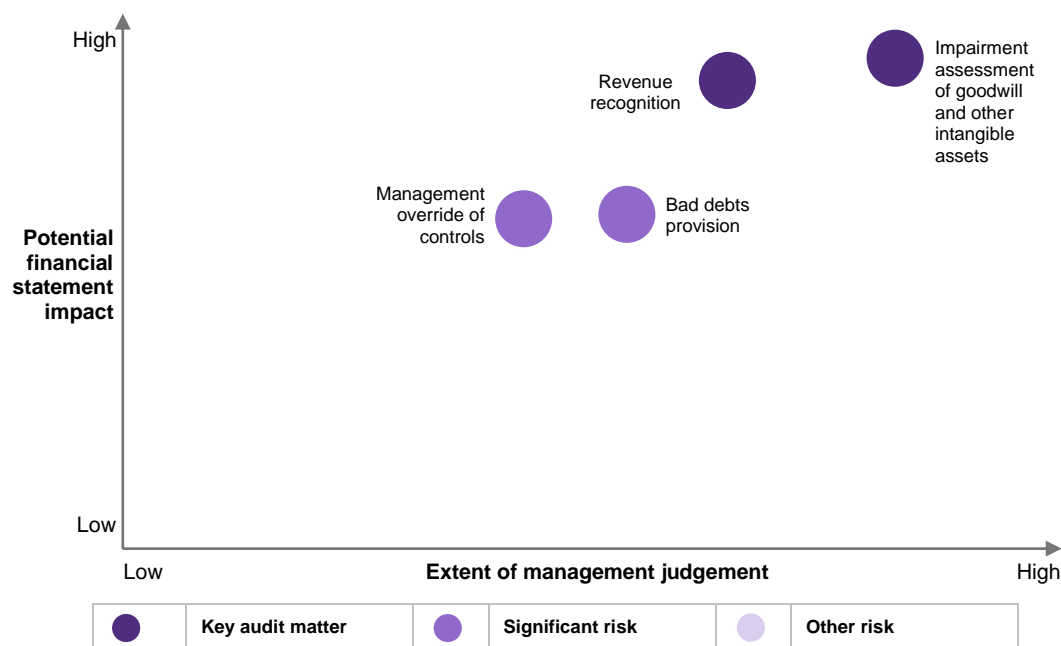 High
Revenue
recognition
Impairment
assessment
of goodwill
and other
intangible
assets
Management
override of
controls
Bad debts
provision
Potential
financial
statement
impact
Low
Low
Extent of management judgement
High
Key audit matter
Significant risk
Other risk